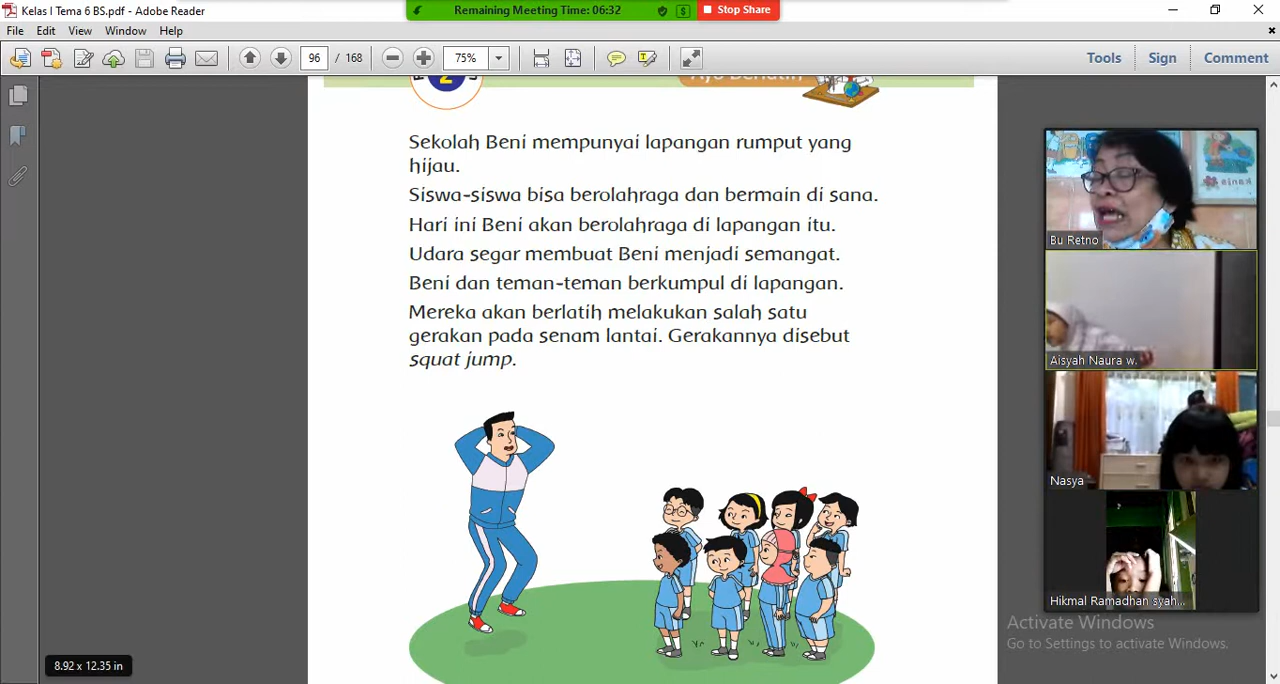 Kelas I Tema 6 BS.pdf - Adobe Reader
Remaining Meeting Time: 06:32
Stop Share
File Edit View Window Help
96 / 168
75%
Tools Sign Comment
2
Ayo Berlatih
Sekolah Beni mempunyai lapangan rumput yang
hijau.
Siswa-siswa bisa berolahraga dan bermain di sana.
Hari ini Beni akan berolahraga di lapangan itu.
Udara segar membuat Beni menjadi semangat.
Beni dan teman-teman berkumpul di lapangan.
Mereka akan berlatih melakukan salah satu
gerakan pada senam lantai. Gerakannya disebut
squat jump.
Bu Retno
Aisyah Naura w.
Nasya
Hikmal Ramadhan syah...
Activate Windows
Go to Settings to activate Windows.
8.92 x 12.35 in